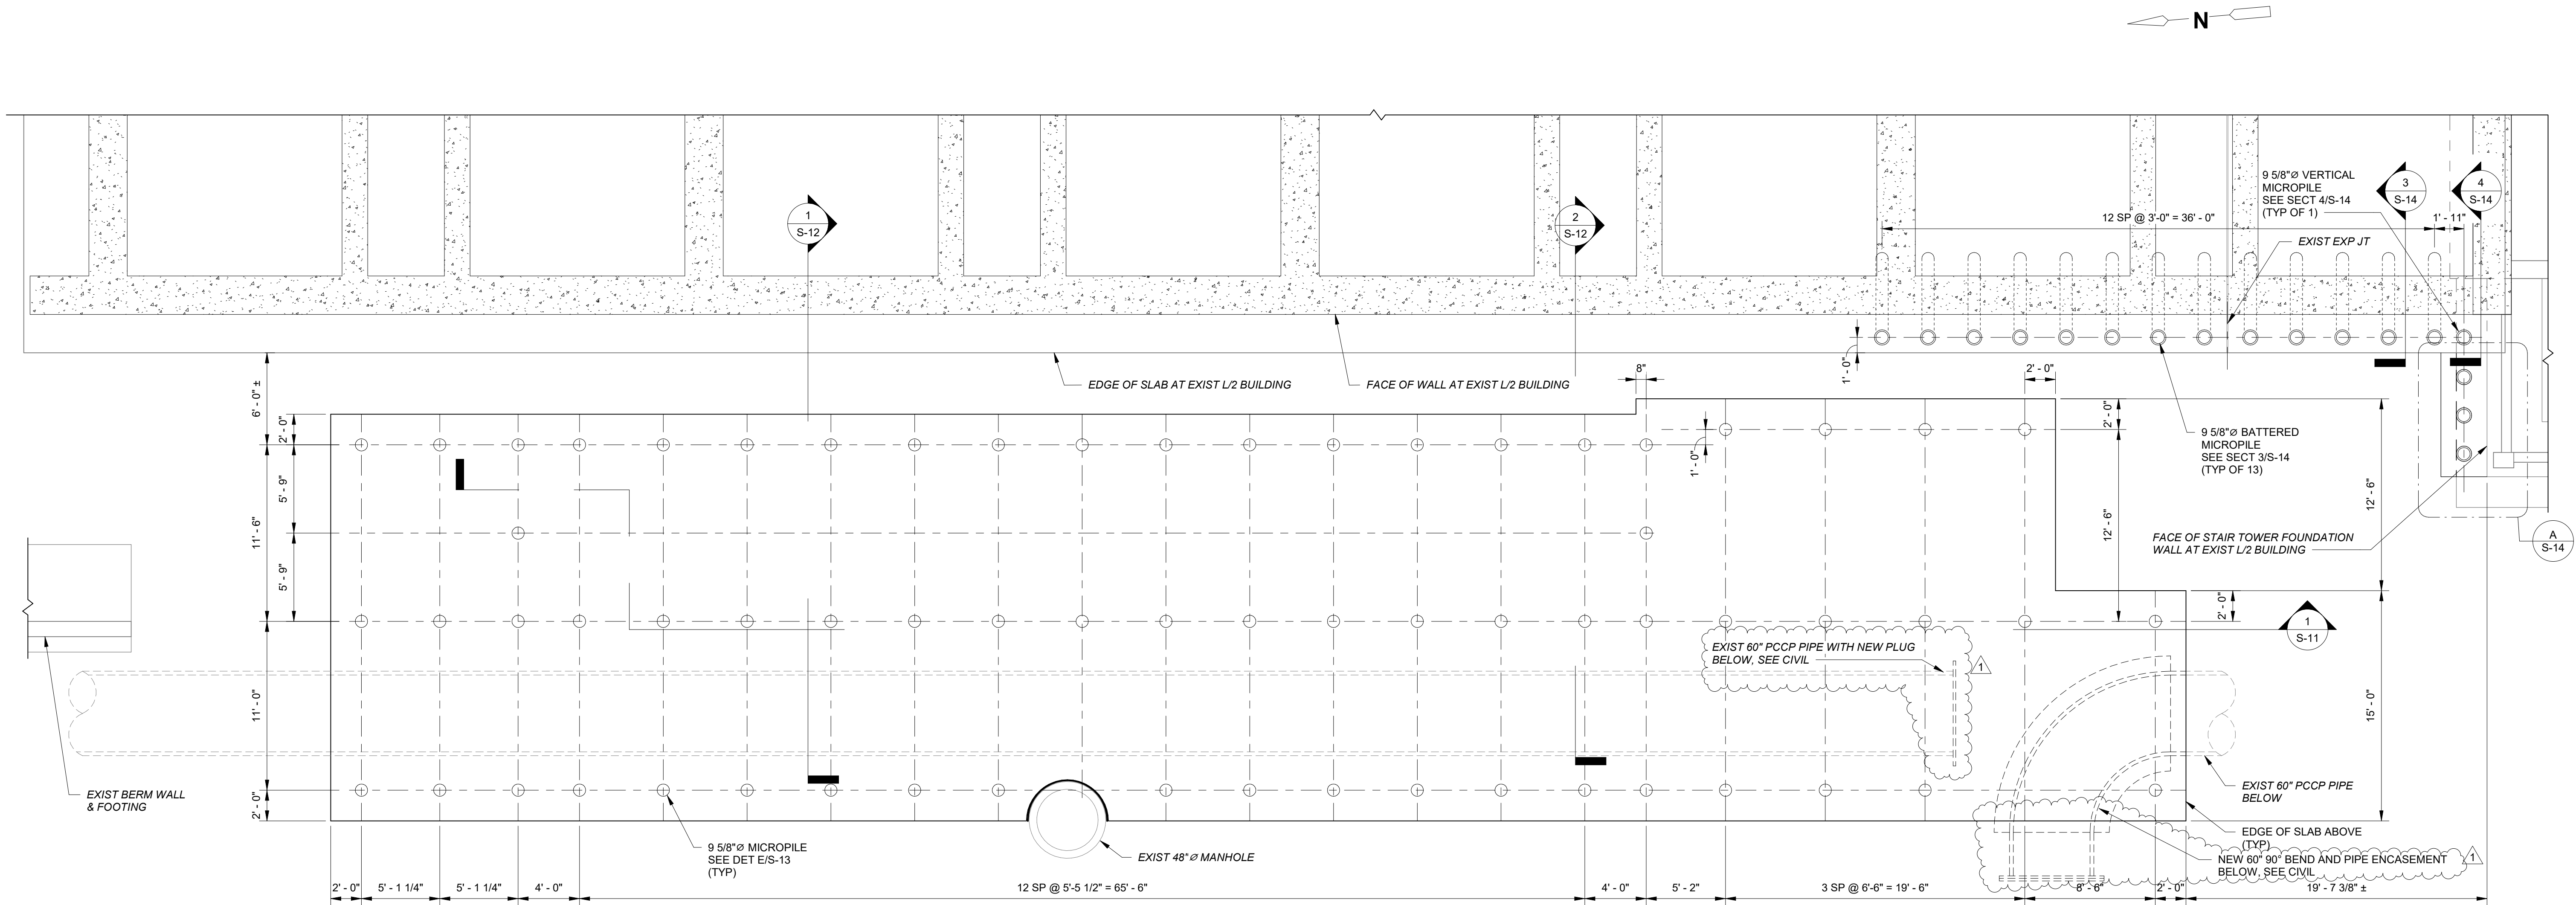 N
9 5/8"Ø VERTICAL
MICROPILE
SEE SECT 4/S-14
(TYP OF 1)
3
S-14
4
S-14
1
S-12
2
S-12
12 SP @ 3'-0" = 36' - 0"
1' - 11"
EXIST EXP JT
1' - 0"
EDGE OF SLAB AT EXIST L/2 BUILDING
FACE OF WALL AT EXIST L/2 BUILDING
8"
2' - 0"
6' - 0" ±
2' - 0"
5' - 9"
11' - 6"
5' - 9"
11' - 0"
2' - 0"
1' - 0"
2' - 0"
12' - 6"
12' - 6"
9 5/8"Ø BATTERED
MICROPILE
SEE SECT 3/S-14
(TYP OF 13)
FACE OF STAIR TOWER FOUNDATION
WALL AT EXIST L/2 BUILDING
A
S-14
2' - 0"
1
S-11
15' - 0"
EXIST 60" PCCP PIPE WITH NEW PLUG
BELOW, SEE CIVIL
1
EXIST BERM WALL
& FOOTING
EXIST 60" PCCP PIPE
BELOW
9 5/8"Ø MICROPILE
SEE DET E/S-13
(TYP)
EXIST 48"Ø MANHOLE
EDGE OF SLAB ABOVE
(TYP)
NEW 60" 90° BEND AND PIPE ENCASEMENT
BELOW, SEE CIVIL
1
2' - 0"
5' - 1 1/4"
5' - 1 1/4"
4' - 0"
12 SP @ 5'-5 1/2" = 65' - 6"
4' - 0"
5' - 2"
3 SP @ 6'-6" = 19' - 6"
8' - 6"
2' - 0"
19' - 7 3/8" ±